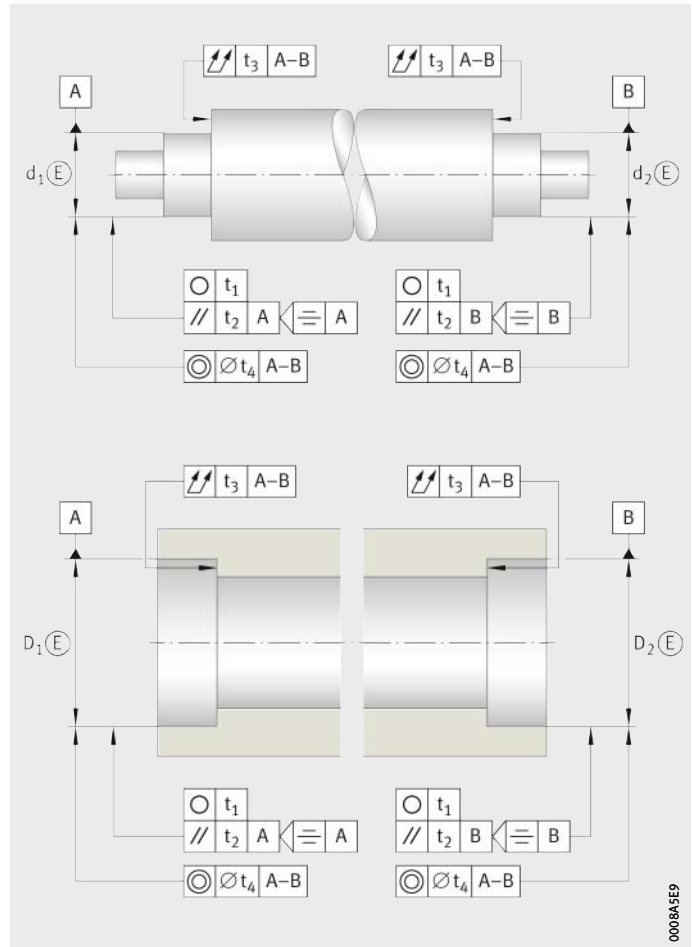 t₃ A–B t₃ A–B
A B
d₁ Ⓔ d₂ Ⓔ
t₁ t₁
// t₂ A A // t₂ B B
◎ ∅t₄ A–B ◎ ∅t₄ A–B
t₃ A–B t₃ A–B
A B
D₁ Ⓔ D₂ Ⓔ
t₁ t₁
// t₂ A A // t₂ B B
◎ ∅t₄ A–B ◎ ∅t₄ A–B
0008A5E9